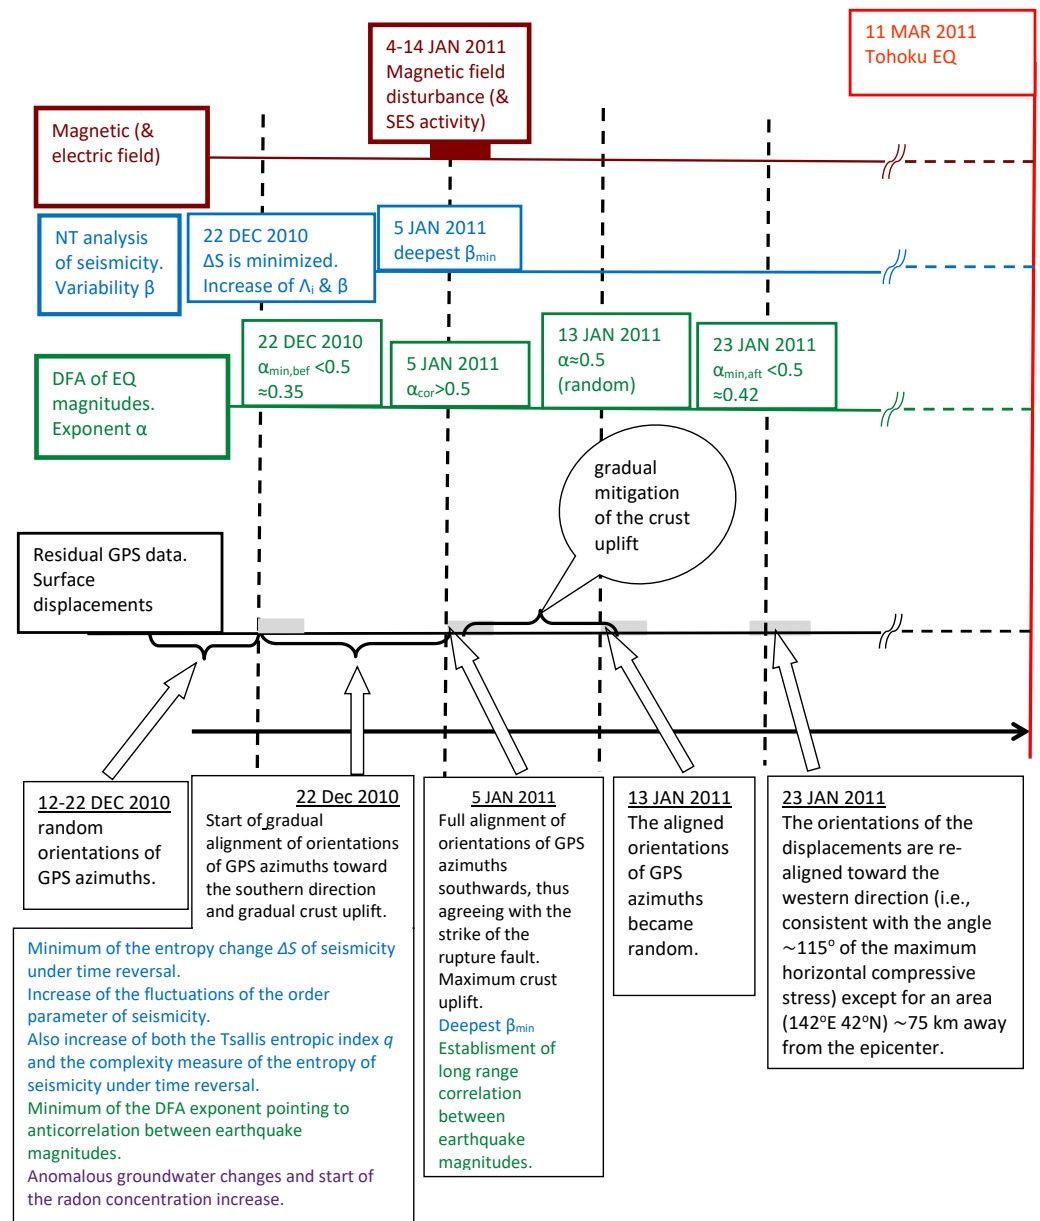 11 MAR 2011
Tohoku EQ
4-14 JAN 2011
Magnetic field
disturbance (&
SES activity)
Magnetic (&
electric field)
NT analysis
of seismicity.
Variability β
22 DEC 2010
ΔS is minimized.
Increase of Λi & β
5 JAN 2011
deepest βmin
DFA of EQ
magnitudes.
Exponent α
22 DEC 2010
αmin,bef <0.5
≈0.35
5 JAN 2011
αcor>0.5
13 JAN 2011
α≈0.5
(random)
23 JAN 2011
αmin,aft <0.5
≈0.42
gradual
mitigation
of the crust
uplift
Residual GPS data.
Surface
displacements
12-22 DEC 2010
random
orientations of
GPS azimuths.
22 Dec 2010
Start of gradual
alignment of orientations
of GPS azimuths toward
the southern direction
and gradual crust uplift.
Minimum of the entropy change ΔS of seismicity
under time reversal.
Increase of the fluctuations of the order
parameter of seismicity.
Also increase of both the Tsallis entropic index q
and the complexity measure of the entropy of
seismicity under time reversal.
Minimum of the DFA exponent pointing to
anticorrelation between earthquake
magnitudes.
Anomalous groundwater changes and start of
the radon concentration increase.
5 JAN 2011
Full alignment of
orientations of GPS
azimuths
southwards, thus
agreeing with the
strike of the
rupture fault.
Maximum crust
uplift.
Deepest βmin
Establisment of
long range
correlation
between
earthquake
magnitudes.
13 JAN 2011
The aligned
orientations
of GPS
azimuths
became
random.
23 JAN 2011
The orientations of the
displacements are re-
aligned toward the
western direction (i.e.,
consistent with the angle
~115° of the maximum
horizontal compressive
stress) except for an area
(142°E 42°N) ~75 km away
from the epicenter.